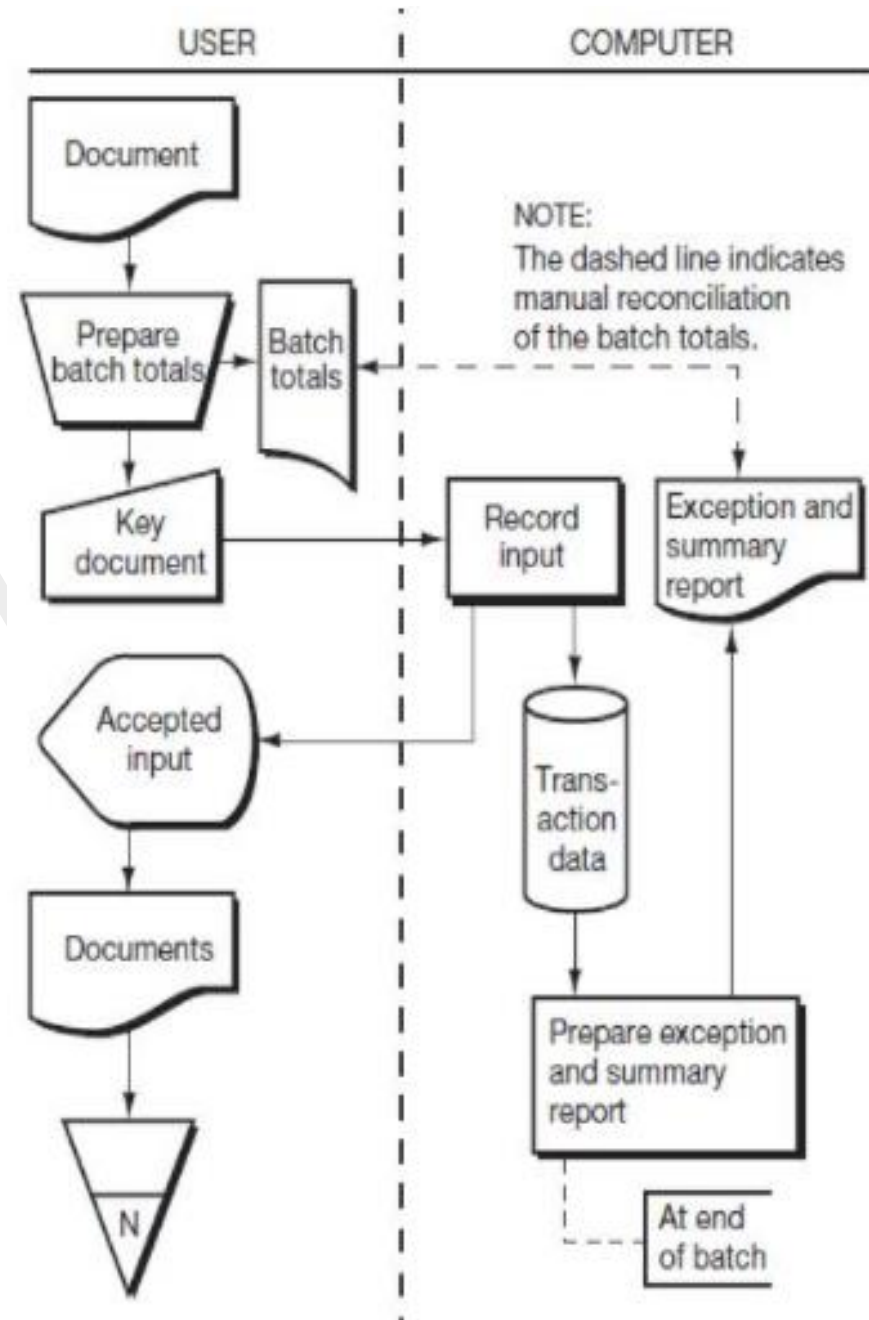 USER
COMPUTER
Document
NOTE:
The dashed line indicates
manual reconciliation
of the batch totals.
Prepare
batch totals
Batch
totals
Key
document
Record
input
Exception and
summary
report
Accepted
input
Trans-
action
data
Documents
Prepare exception
and summary
report
N
At end
of batch